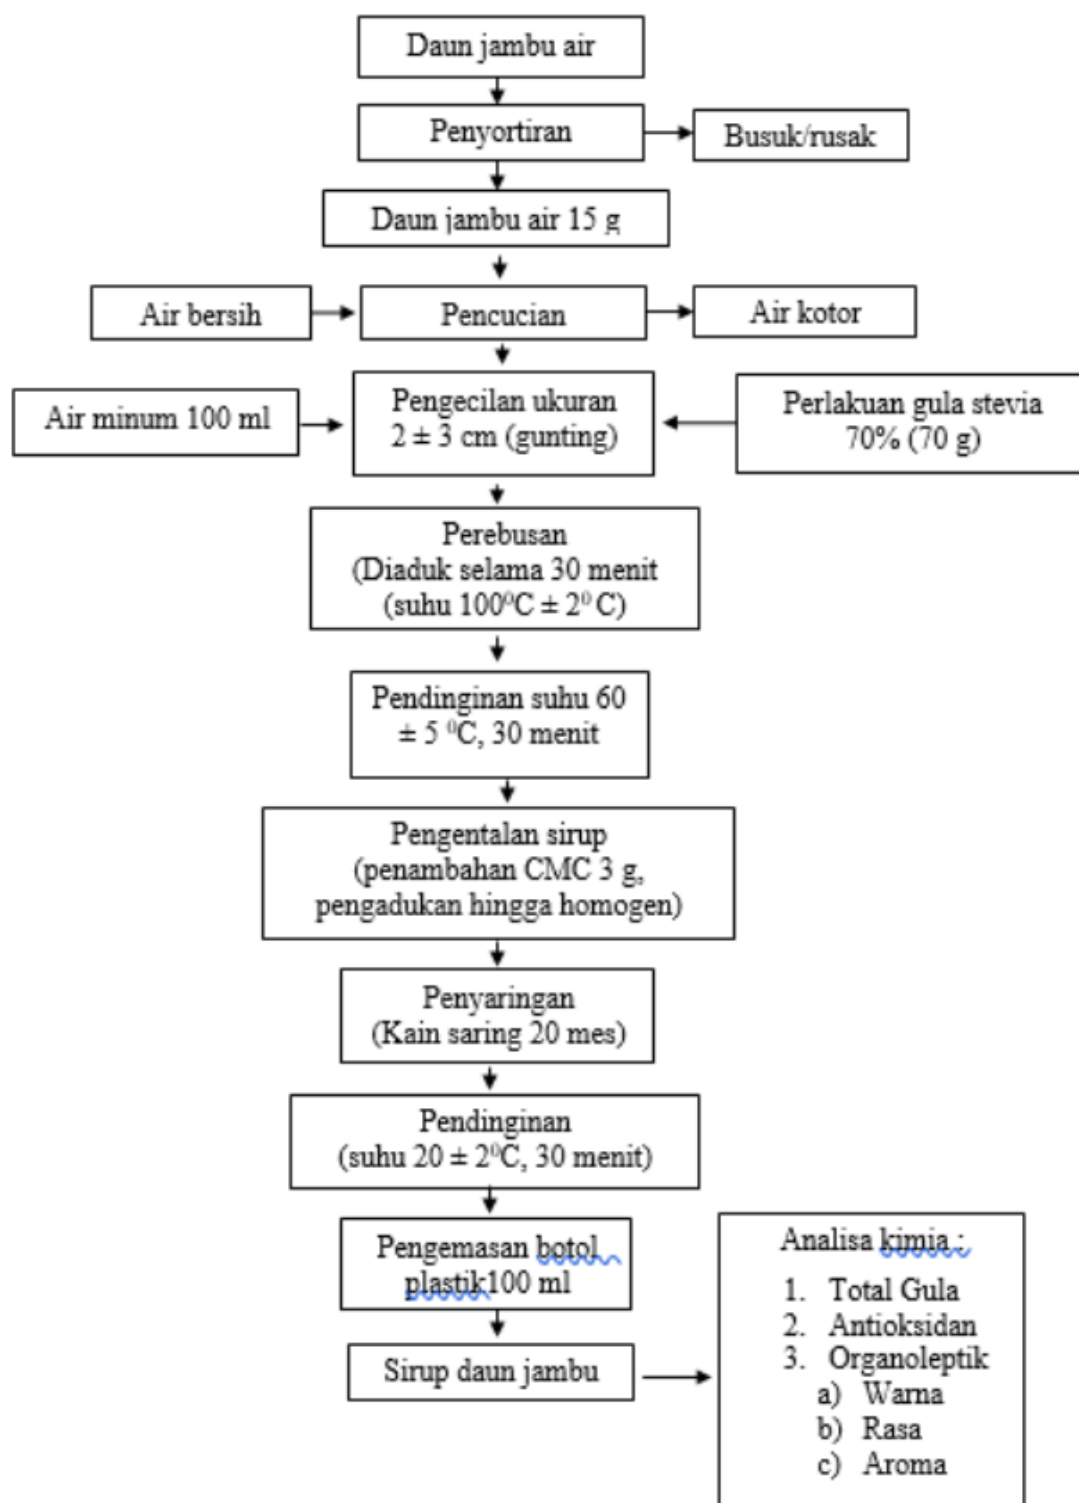 Daun jambu air
Penyortiran
Busuk/rusak
Daun jambu air 15 g
Air bersih
Pencucian
Air kotor
Air minum 100 ml
Pengecilan ukuran
2 ± 3 cm (gunting)
Perlakuan gula stevia
70% (70 g)
Perebusan
(Diaduk selama 30 menit
(suhu 100⁰C ± 2⁰ C)
Pendinginan suhu 60
± 5 ⁰C, 30 menit
Pengentalan sirup
(penambahan CMC 3 g,
pengadukan hingga homogen)
Penyaringan
(Kain saring 20 mes)
Pendinginan
(suhu 20 ± 2⁰C, 30 menit)
Pengemasan botol
plastik100 ml
Sirup daun jambu
Analisa kimia :
1. Total Gula
2. Antioksidan
3. Organoleptik
a) Warna
b) Rasa
c) Aroma